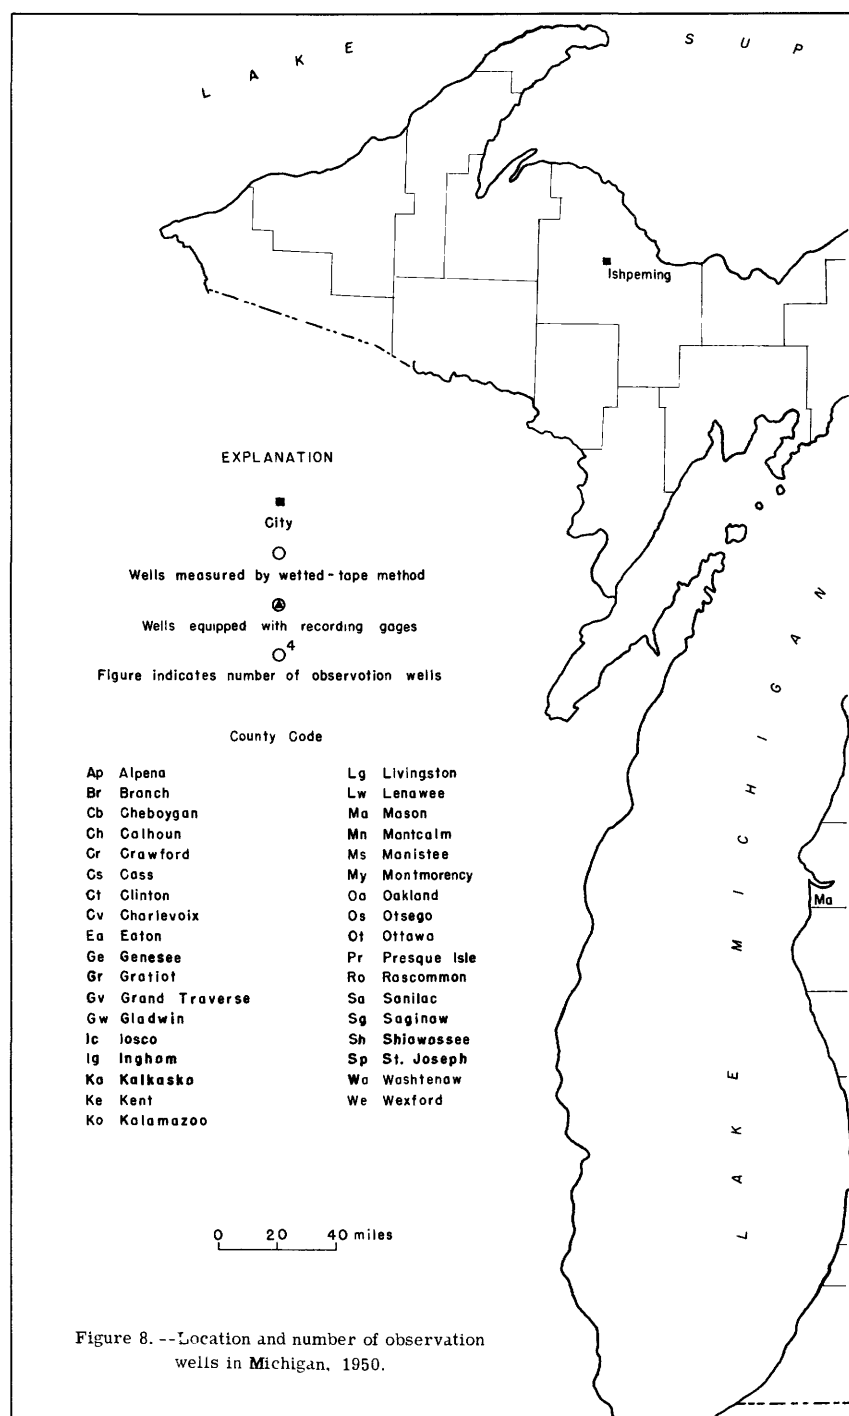 LAKE SUP
Ishpeming
EXPLANATION
City
Wells measured by wetted-tape method
Wells equipped with recording gages
4
Figure indicates number of observation wells
County Code
Ap Alpena
Br Branch
Cb Cheboygan
Ch Calhoun
Cr Crawford
Cs Cass
Ct Clinton
Cv Charlevoix
Ea Eaton
Ge Genesee
Gr Gratiot
Gv Grand Traverse
Gw Gladwin
Ic Iosco
Ig Ingham
Ka Kalkaska
Ke Kent
Ko Kalamazoo
Lg Livingston
Lw Lenawee
Ma Mason
Mn Montcalm
Ms Manistee
My Montmorency
Oa Oakland
Os Otsego
Ot Ottawa
Pr Presque Isle
Ro Roscommon
Sa Sanilac
Sg Saginaw
Sh Shiawassee
Sp St. Joseph
Wa Washtenaw
We Wexford
LAKE MICHIGAN
Ma
0 20 40 miles
Figure 8. --Location and number of observation
wells in Michigan, 1950.